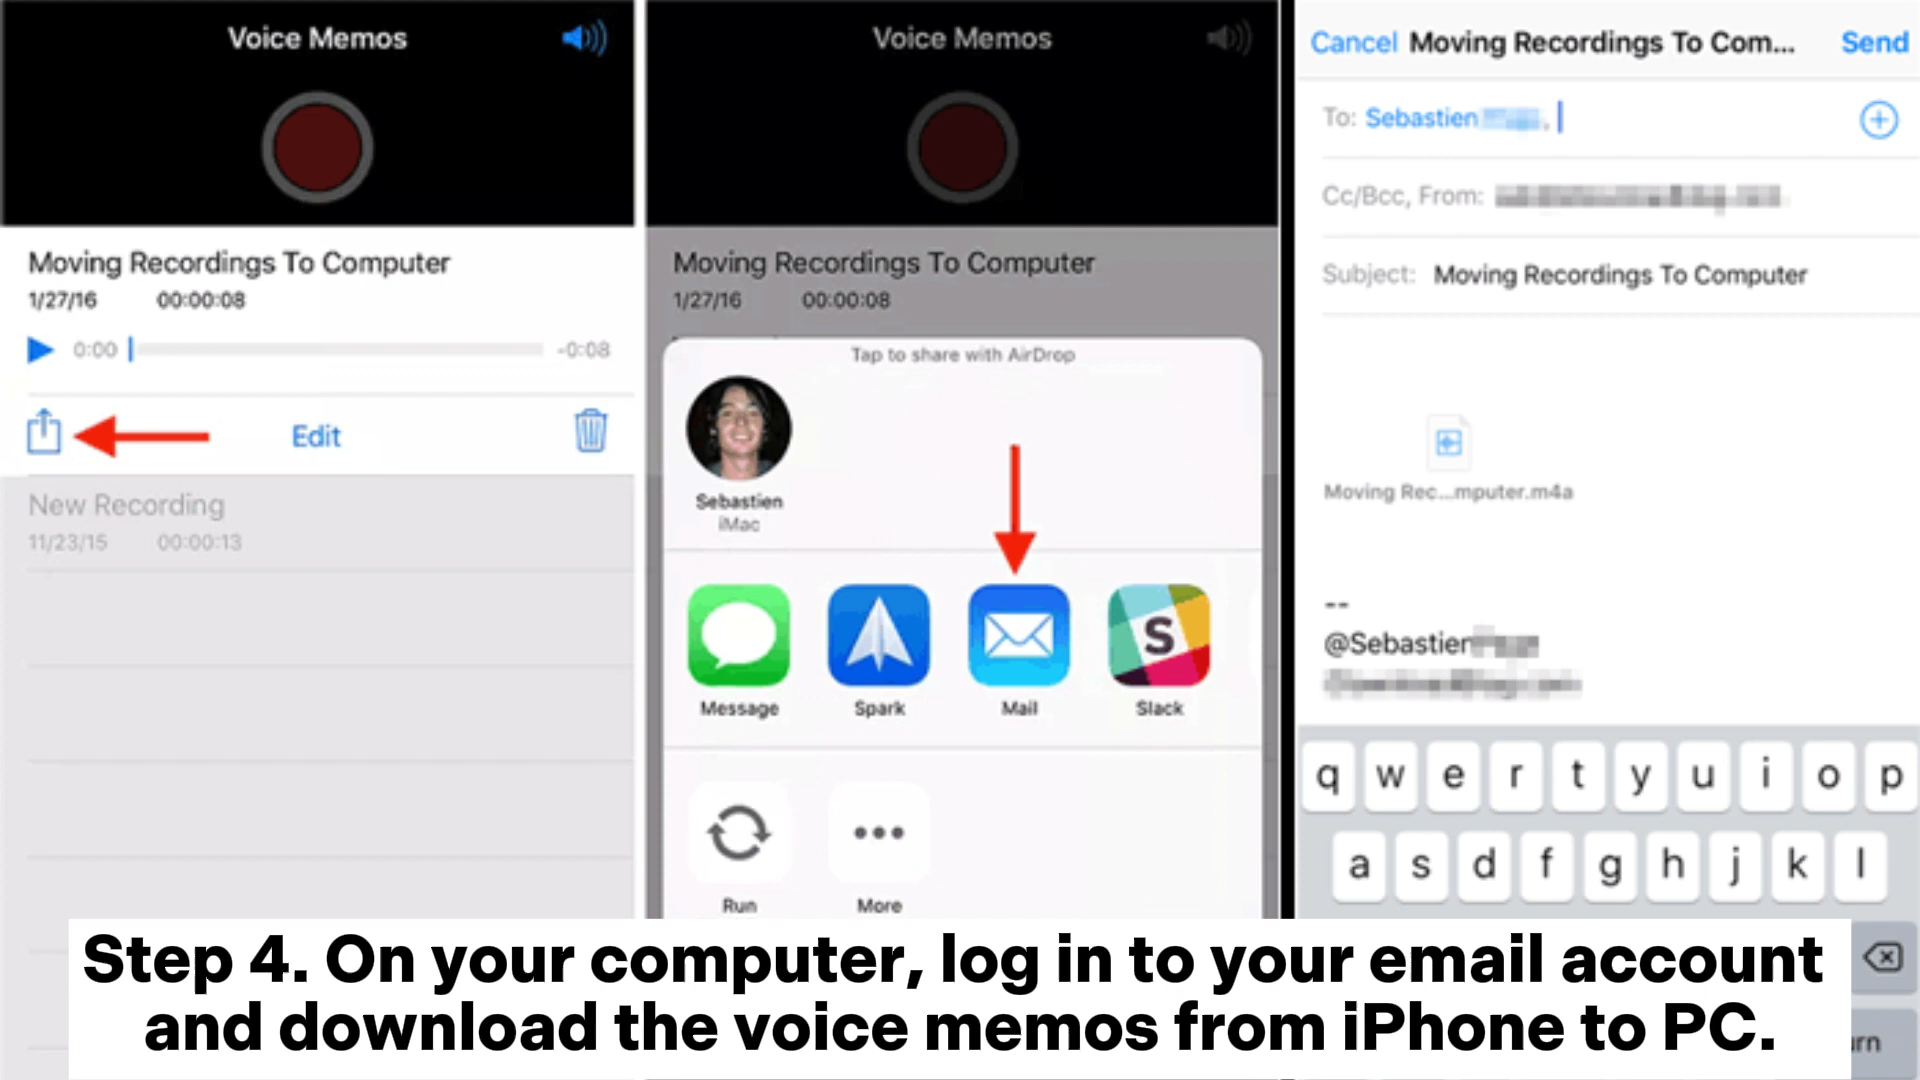 Voice Memos
Moving Recordings To Computer
1/27/16 00:00:08
0:00 -0:08
Edit
New Recording
11/23/15 00:00:13
Voice Memos
Moving Recordings To Computer
1/27/16 00:00:08
Tap to share with AirDrop
Sebastien
iMac
Message Spark Mail Slack
S
Run More
Cancel Moving Recordings To Com... Send
To: Sebastien ,
Cc/Bcc, From:
Subject: Moving Recordings To Computer
Moving Rec...mputer.m4a
--
@Sebastien
q w e r t y u i o p
a s d f g h j k l
Step 4. On your computer, log in to your email account
and download the voice memos from iPhone to PC.